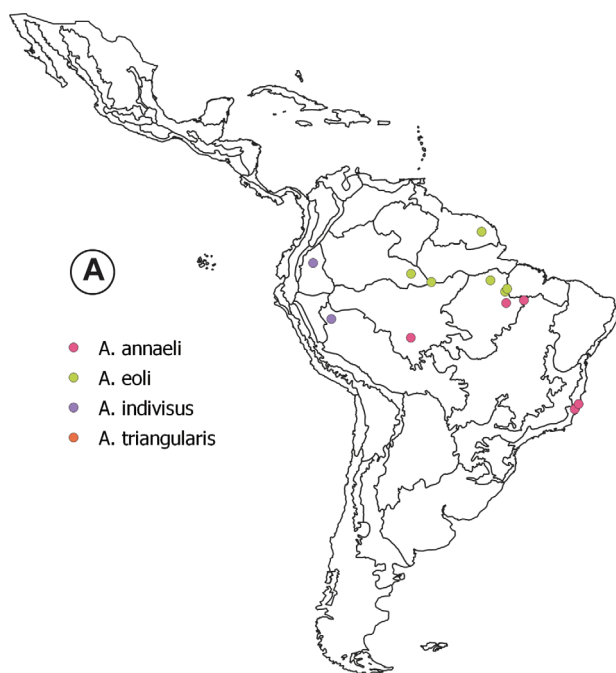 A
A. annaeli
A. eoli
A. indivisus
A. triangularis